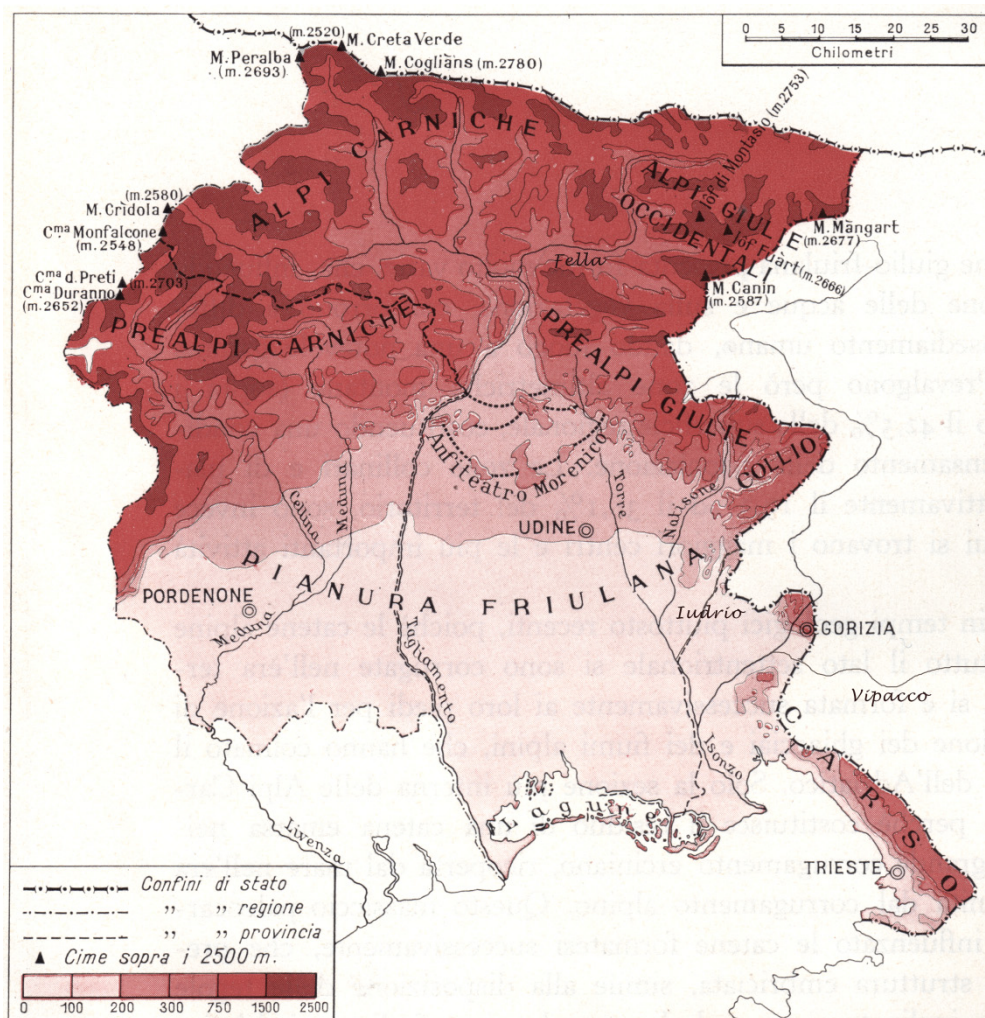 0 5 10 15 20 25 30
Chilometri
(m.2520)
M. Creta Verde
M. Peralba
(m.2693)
M. Coglians (m.2780)
ALPI CARNICHE
ALPI GIULIE
OCCIDENTALI
Jôf di Montasio (m.2753)
Jôf Fuart (m.2666)
M. Mangart
(m.2677)
(m.2580)
M. Crìdola
Cma Monfalcone
(m.2548)
Cma d. Preti
(m.2703)
Cma Duranno
(m.2652)
Fella
M. Canin
(m.2587)
PREALPI CARNICHE
PREALPI GIULIE
COLLIO
Anfiteatro Morenico
Cellina
Meduna
Torre
Natisone
UDINE
PIANURA FRIULANA
PORDENONE
Meduna
Tagliamento
Iudrio
GORIZIA
Vipacco
Isonzo
CARSO
Lagune
Livenza
TRIESTE
Confini di stato
,, ,, regione
,, ,, provincia
▲ Cime sopra i 2500 m.
0 100 200 300 750 1500 2500